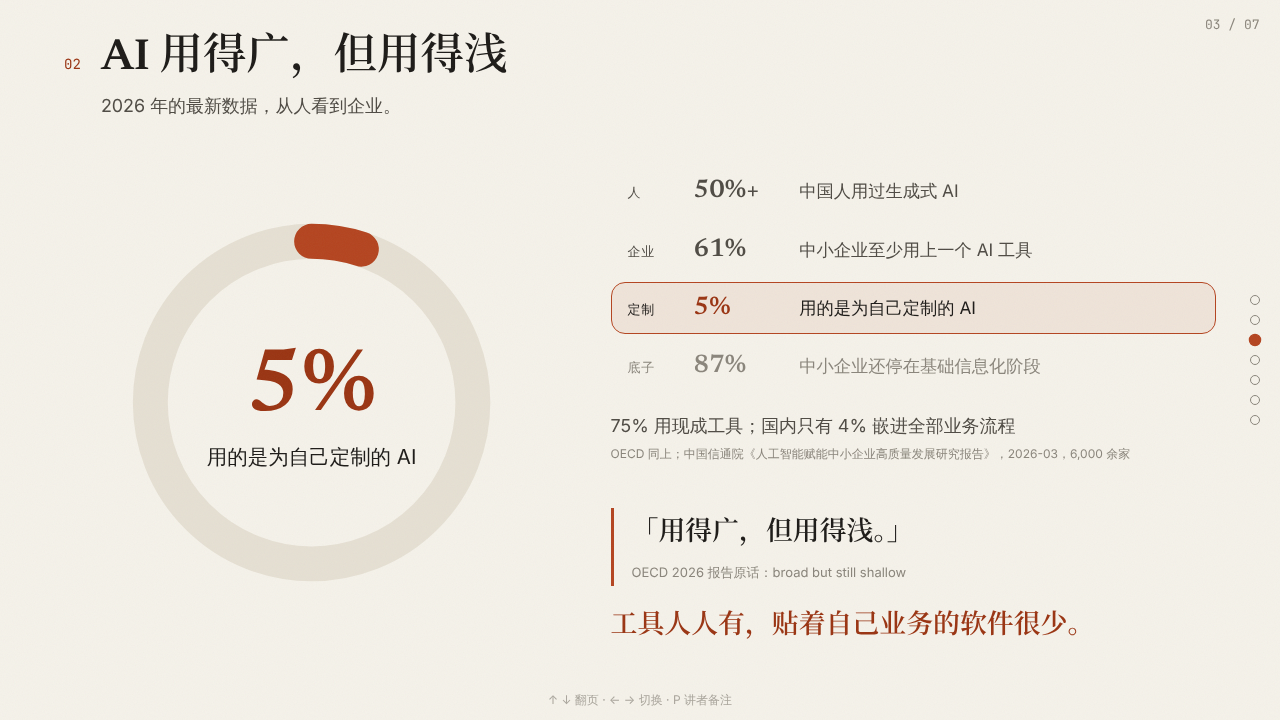 03 / 07
02 AI 用得广，但用得浅
2026 年的最新数据，从人看到企业。
5%
用的是为自己定制的 AI
人 50%+ 中国人用过生成式 AI
企业 61% 中小企业至少用上一个 AI 工具
定制 5% 用的是为自己定制的 AI
底子 87% 中小企业还停在基础信息化阶段
75% 用现成工具；国内只有 4% 嵌进全部业务流程
OECD 同上；中国信通院《人工智能赋能中小企业高质量发展研究报告》，2026-03，6,000 余家
「用得广，但用得浅。」
OECD 2026 报告原话：broad but still shallow
工具人人有，贴着自己业务的软件很少。
↑ ↓ 翻页 · ← → 切换 · P 讲者备注